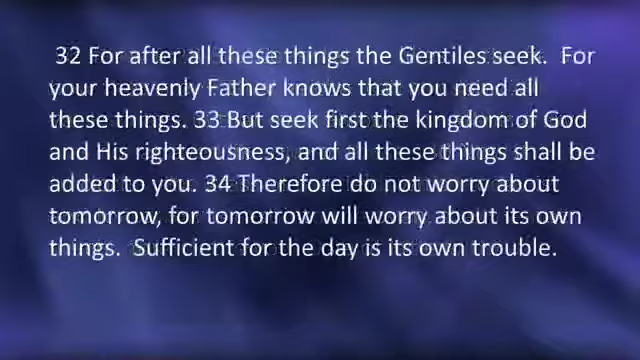 32 For after all these things the Gentiles seek.  For
your heavenly Father knows that you need all
these things. 33 But seek first the kingdom of God
and His righteousness, and all these things shall be
added to you. 34 Therefore do not worry about
tomorrow, for tomorrow will worry about its own
things.  Sufficient for the day is its own trouble.